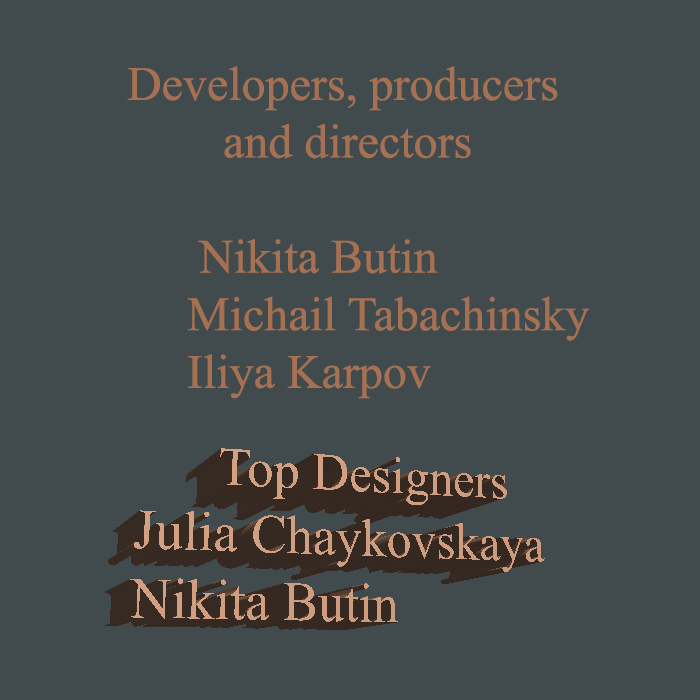 Developers, producers
and directors
Nikita Butin
Michail Tabachinsky
Iliya Karpov
Top Designers
Julia Chaykovskaya
Nikita Butin